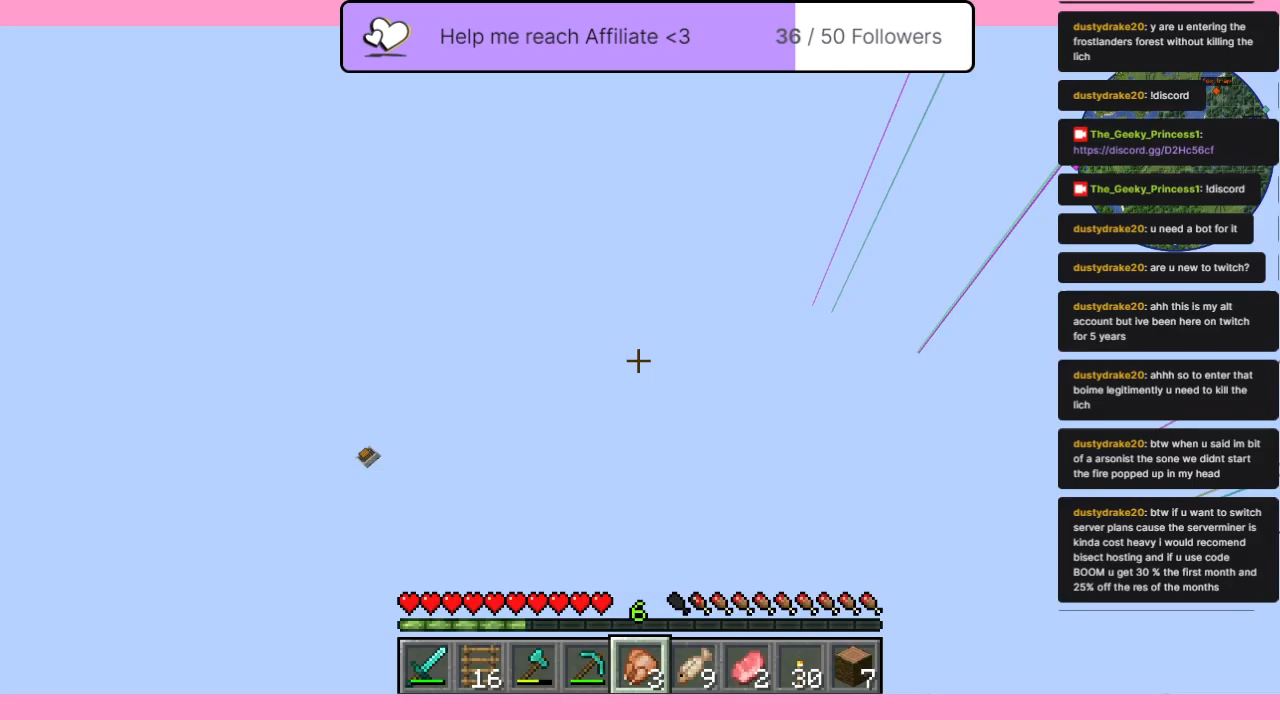 Help me reach Affiliate <3
36 / 50 Followers
dustydrake20: y are u entering the
frostlanders forest without killing the
lich
dustydrake20: !discord
The_Geeky_Princess1:
https://discord.gg/D2Hc56cf
The_Geeky_Princess1: !discord
dustydrake20: u need a bot for it
dustydrake20: are u new to twitch?
dustydrake20: ahh this is my alt
account but ive been here on twitch
for 5 years
dustydrake20: ahhh so to enter that
boime legitimently u need to kill the
lich
dustydrake20: btw when u said im bit
of a arsonist the sone we didnt start
the fire popped up in my head
dustydrake20: btw if u want to switch
server plans cause the serverminer is
kinda cost heavy i would recomend
bisect hosting and if u use code
BOOM u get 30 % the first month and
25% off the res of the months
6
16 3 9 2 30 7